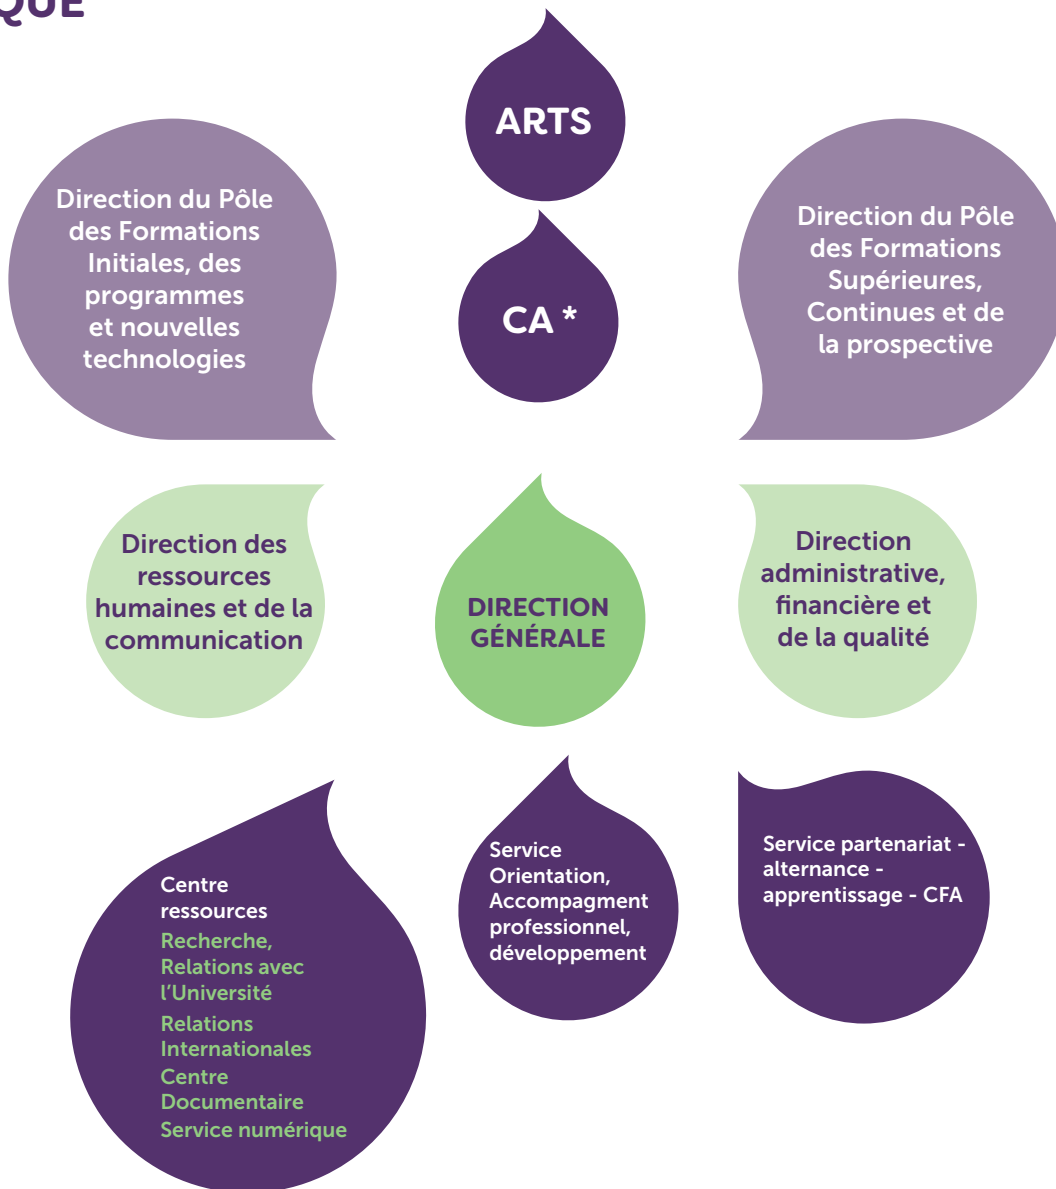 QUE
ARTS
Direction du Pôle
des Formations
Initiales, des
programmes
et nouvelles
technologies
CA *
Direction du Pôle
des Formations
Supérieures,
Continues et de
la prospective
Direction des
ressources
humaines et de la
communication
DIRECTION
GÉNÉRALE
Direction
administrative,
financière et
de la qualité
Centre
ressources
Recherche,
Relations avec
l'Université
Relations
Internationales
Centre
Documentaire
Service numérique
Service
Orientation,
Accompagment
professionnel,
développement
Service partenariat -
alternance -
apprentissage - CFA